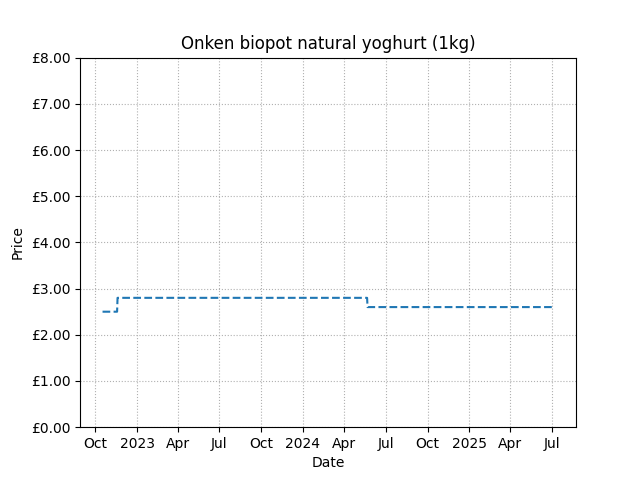 Onken biopot natural yoghurt (1kg)
£8.00
£7.00
£6.00
£5.00
£4.00
£3.00
£2.00
£1.00
£0.00
Price
Oct 2023 Apr Jul Oct 2024 Apr Jul Oct 2025 Apr Jul
Date